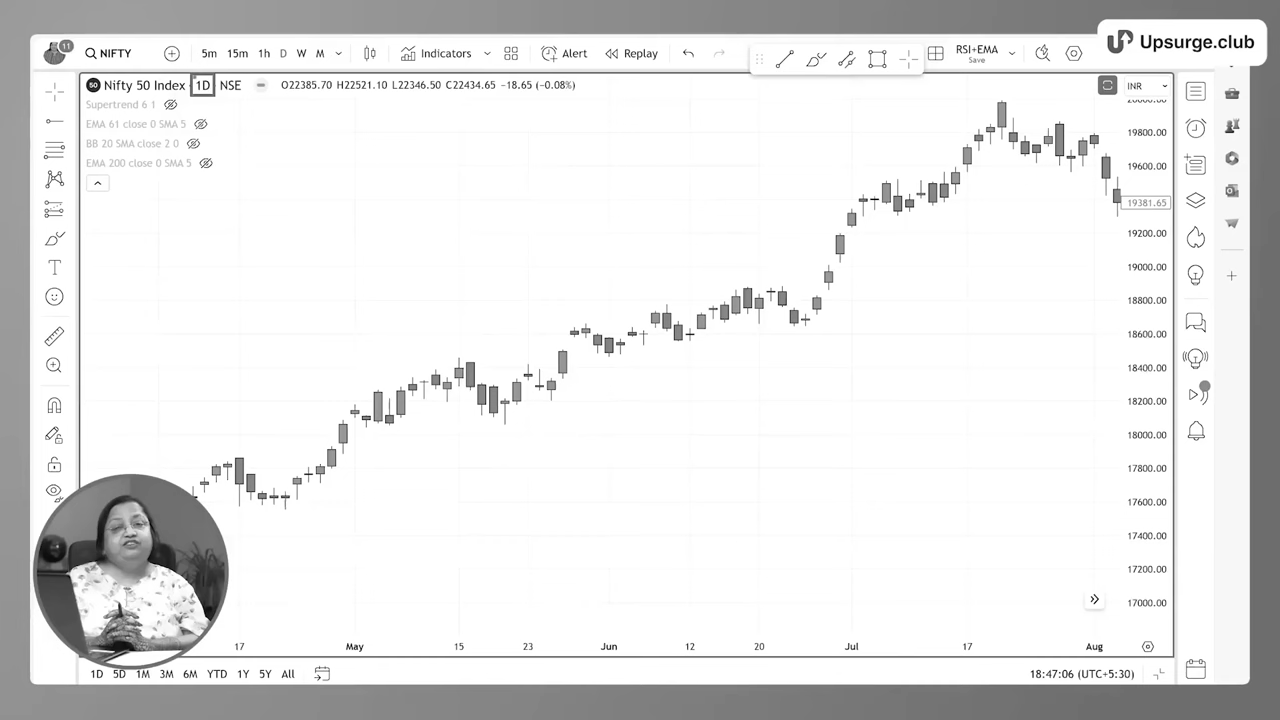 11
NIFTY
5m 15m 1h D W M
Indicators
Alert
Replay
RSI+EMA
Save
Upsurge.club
50 Nifty 50 Index 1D NSE O22385.70 H22521.10 L22346.50 C22434.65 −18.65 (−0.08%)
INR
Supertrend 6 1
EMA 61 close 0 SMA 5
BB 20 SMA close 2 0
EMA 200 close 0 SMA 5
20000.00
19800.00
19600.00
19381.65
19200.00
19000.00
18800.00
18600.00
18400.00
18200.00
18000.00
17800.00
17600.00
17400.00
17200.00
17000.00
17 May 15 23 Jun 12 20 Jul 17 Aug
1D 5D 1M 3M 6M YTD 1Y 5Y All
18:47:06 (UTC+5:30)